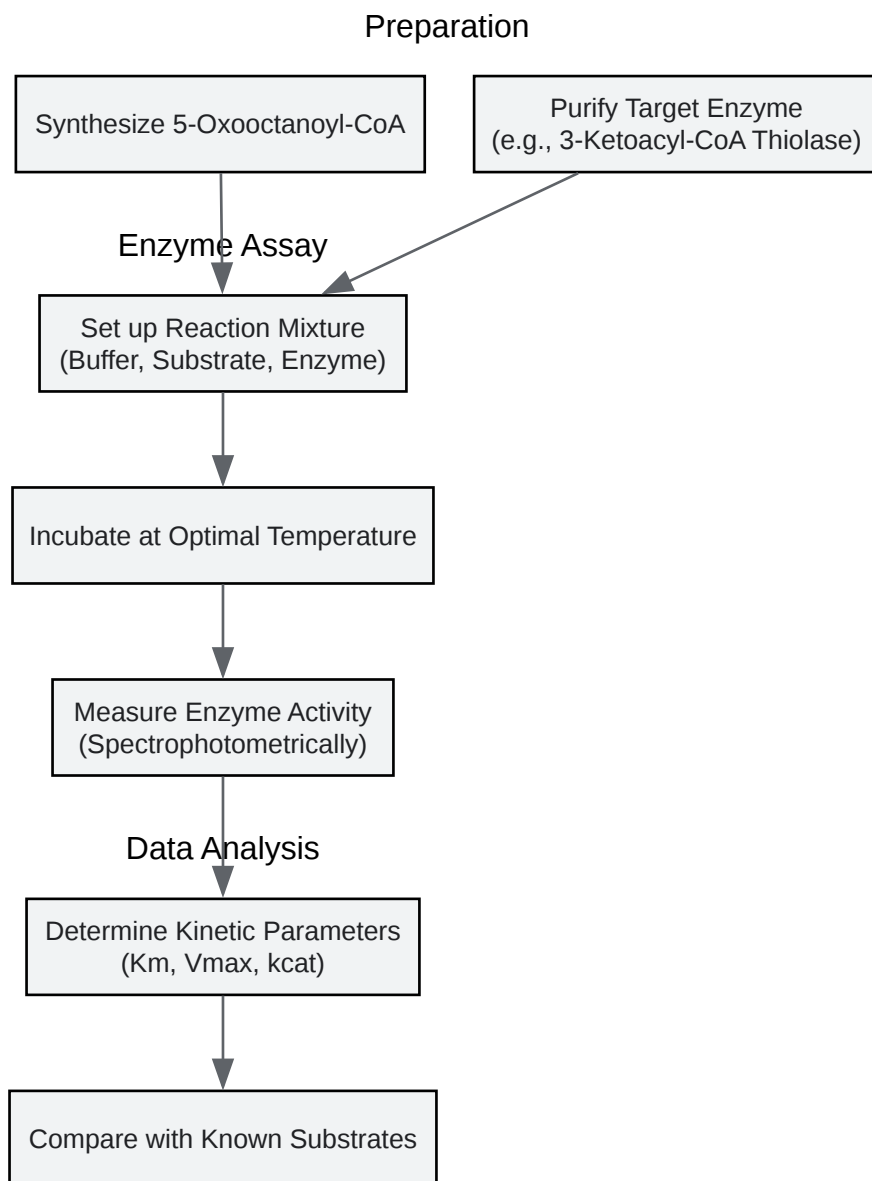 Preparation
Synthesize 5-Oxooctanoyl-CoA
Purify Target Enzyme
(e.g., 3-Ketoacyl-CoA Thiolase)
Enzyme Assay
Set up Reaction Mixture
(Buffer, Substrate, Enzyme)
Incubate at Optimal Temperature
Measure Enzyme Activity
(Spectrophotometrically)
Data Analysis
Determine Kinetic Parameters
(Km, Vmax, kcat)
Compare with Known Substrates